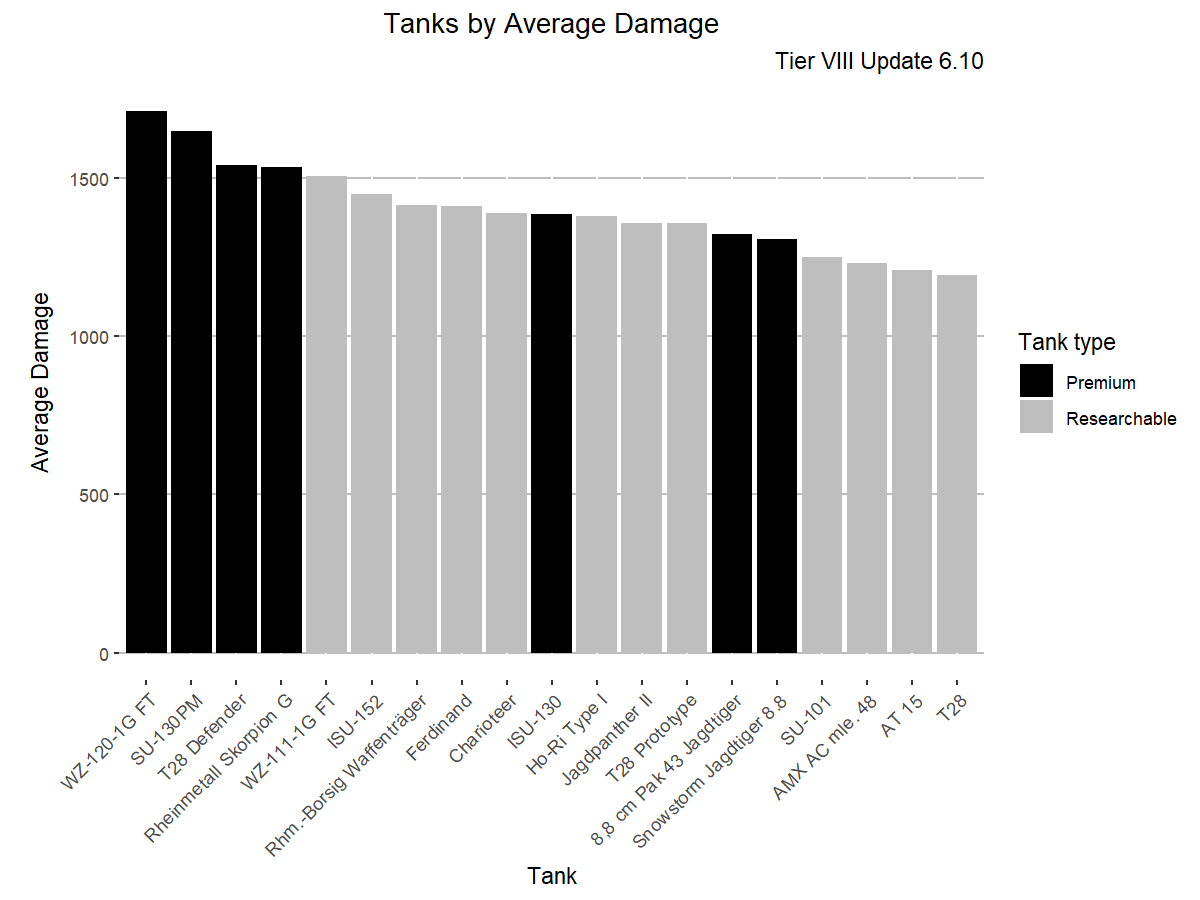 Tanks by Average Damage
Tier VIII Update 6.10
Average Damage
1500
1000
500
0
WZ-120-1G FT
SU-130PM
T28 Defender
Rheinmetall Skorpion G
WZ-111-1G FT
ISU-152
Rhm.-Borsig Waffenträger
Ferdinand
Charioteer
ISU-130
Ho-Ri Type I
Jagdpanther II
T28 Prototype
8,8 cm Pak 43 Jagdtiger
Snowstorm Jagdtiger 8.8
SU-101
AMX AC mle. 48
AT 15
T28
Tank
Tank type
Premium
Researchable